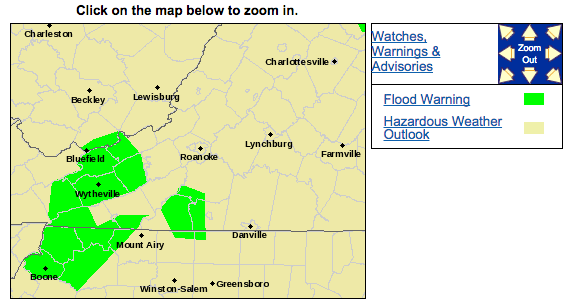 Click on the map below to zoom in.
Charleston
Charlottesville
Beckley
Lewisburg
Lynchburg
Farmville
Bluefield
Roanoke
Wytheville
Danville
Mount Airy
Boone
Winston-Salem
Greensboro
Watches,
Warnings &
Advisories
Zoom
Out
Flood Warning
Hazardous Weather
Outlook